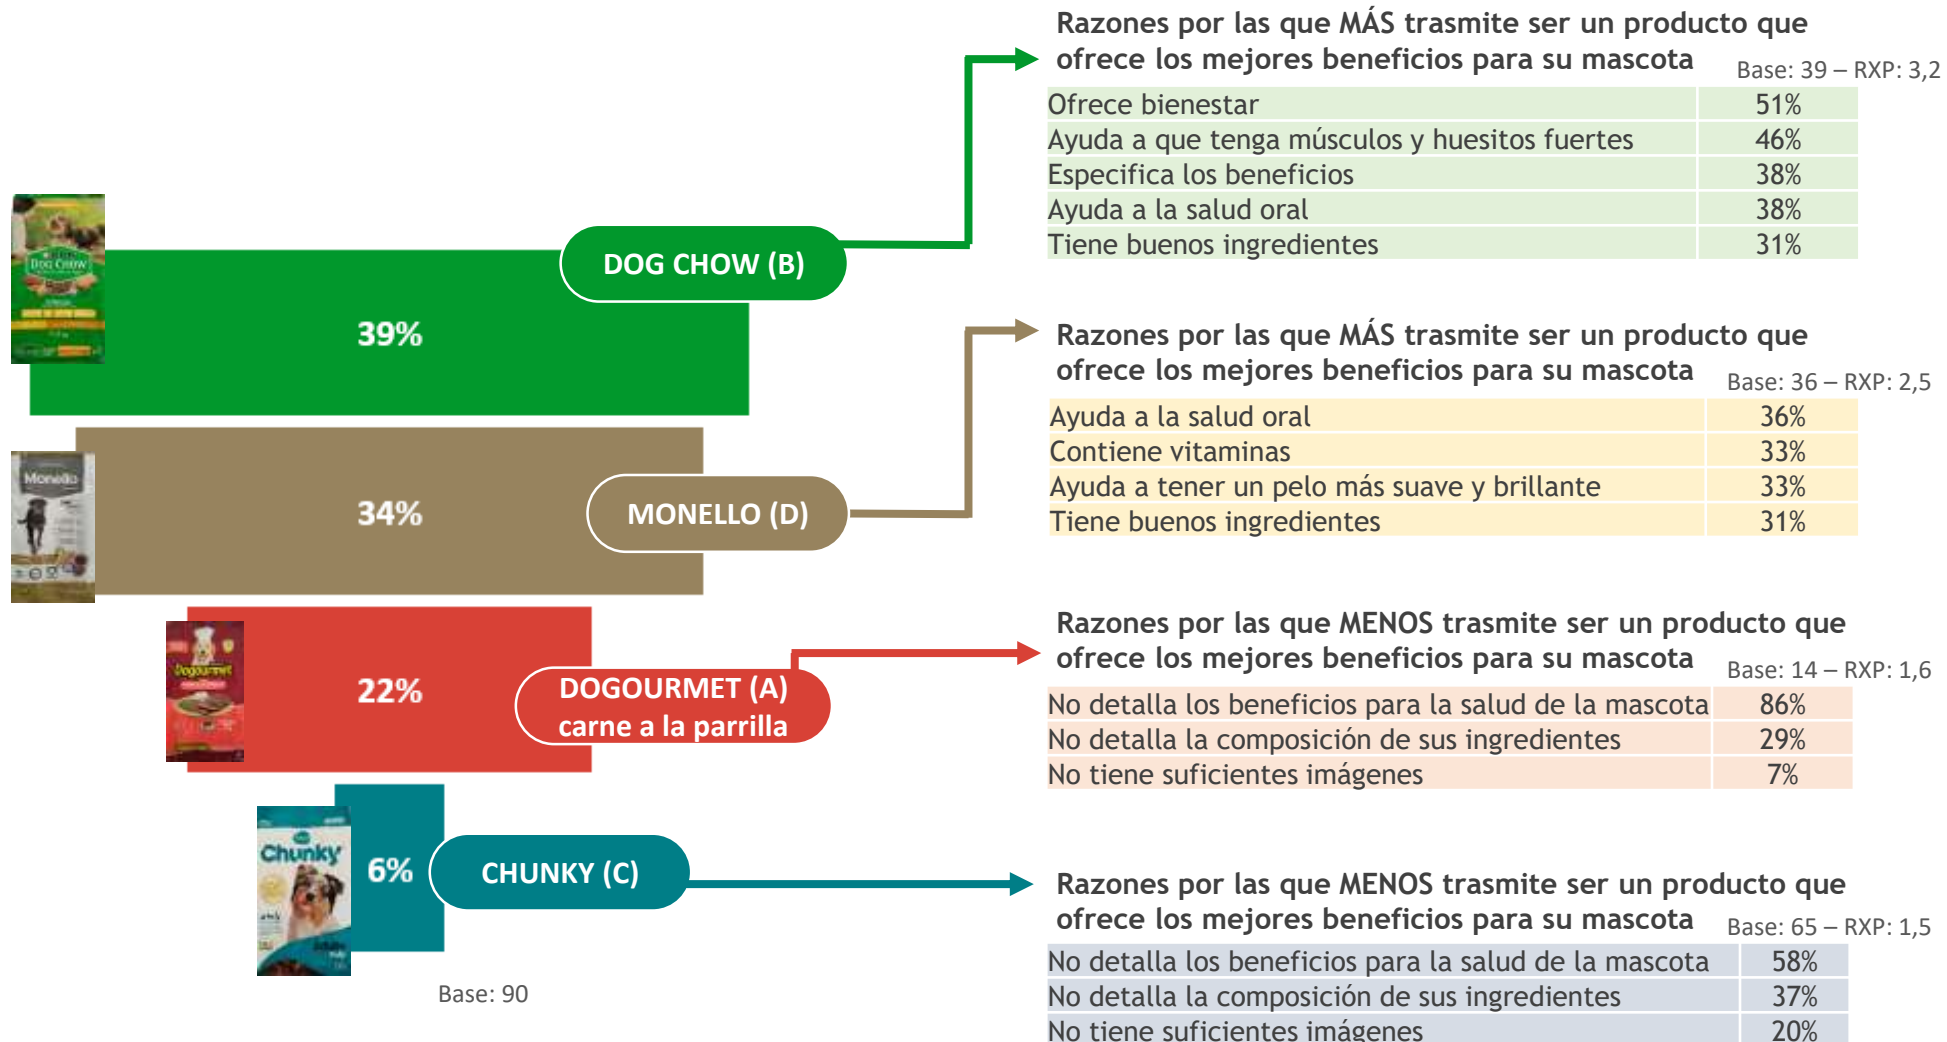 Razones por las que MÁS trasmite ser un producto que
ofrece los mejores beneficios para su mascota
Base: 39 – RXP: 3,2
Ofrece bienestar 51%
Ayuda a que tenga músculos y huesitos fuertes 46%
Especifica los beneficios 38%
Ayuda a la salud oral 38%
Tiene buenos ingredientes 31%
DOG CHOW
DOG CHOW (B)
39%
Razones por las que MÁS trasmite ser un producto que
ofrece los mejores beneficios para su mascota
Base: 36 – RXP: 2,5
Ayuda a la salud oral 36%
Contiene vitaminas 33%
Ayuda a tener un pelo más suave y brillante 33%
Tiene buenos ingredientes 31%
Monello
34%
MONELLO (D)
Razones por las que MENOS trasmite ser un producto que
ofrece los mejores beneficios para su mascota
Base: 14 – RXP: 1,6
No detalla los beneficios para la salud de la mascota 86%
No detalla la composición de sus ingredientes 29%
No tiene suficientes imágenes 7%
Dogourmet
22%
DOGOURMET (A)
carne a la parrilla
Chunky
6%
CHUNKY (C)
Razones por las que MENOS trasmite ser un producto que
ofrece los mejores beneficios para su mascota
Base: 65 – RXP: 1,5
No detalla los beneficios para la salud de la mascota 58%
No detalla la composición de sus ingredientes 37%
No tiene suficientes imágenes 20%
Base: 90